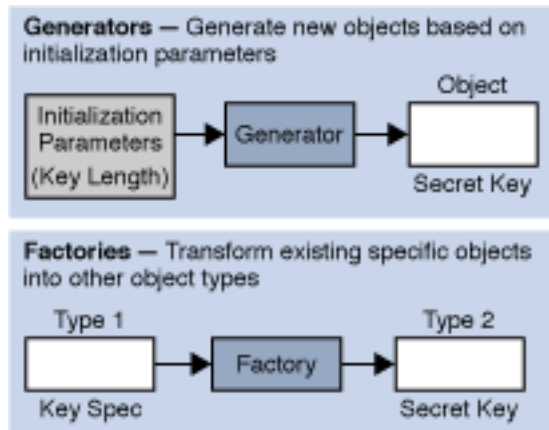 Generators — Generate new objects based on
initialization parameters
Object
Initialization
Parameters
(Key Length)
Generator
Secret Key
Factories — Transform existing specific objects
into other object types
Type 1
Type 2
Factory
Key Spec
Secret Key